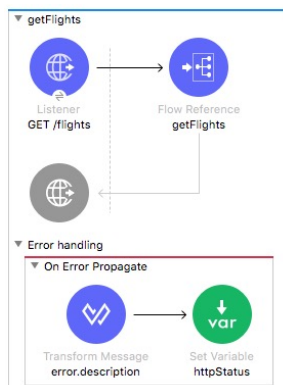 getFlights
Listener
GET /flights
Flow Reference
getFlights
Error handling
On Error Propagate
Transform Message
error.description
var
Set Variable
httpStatus